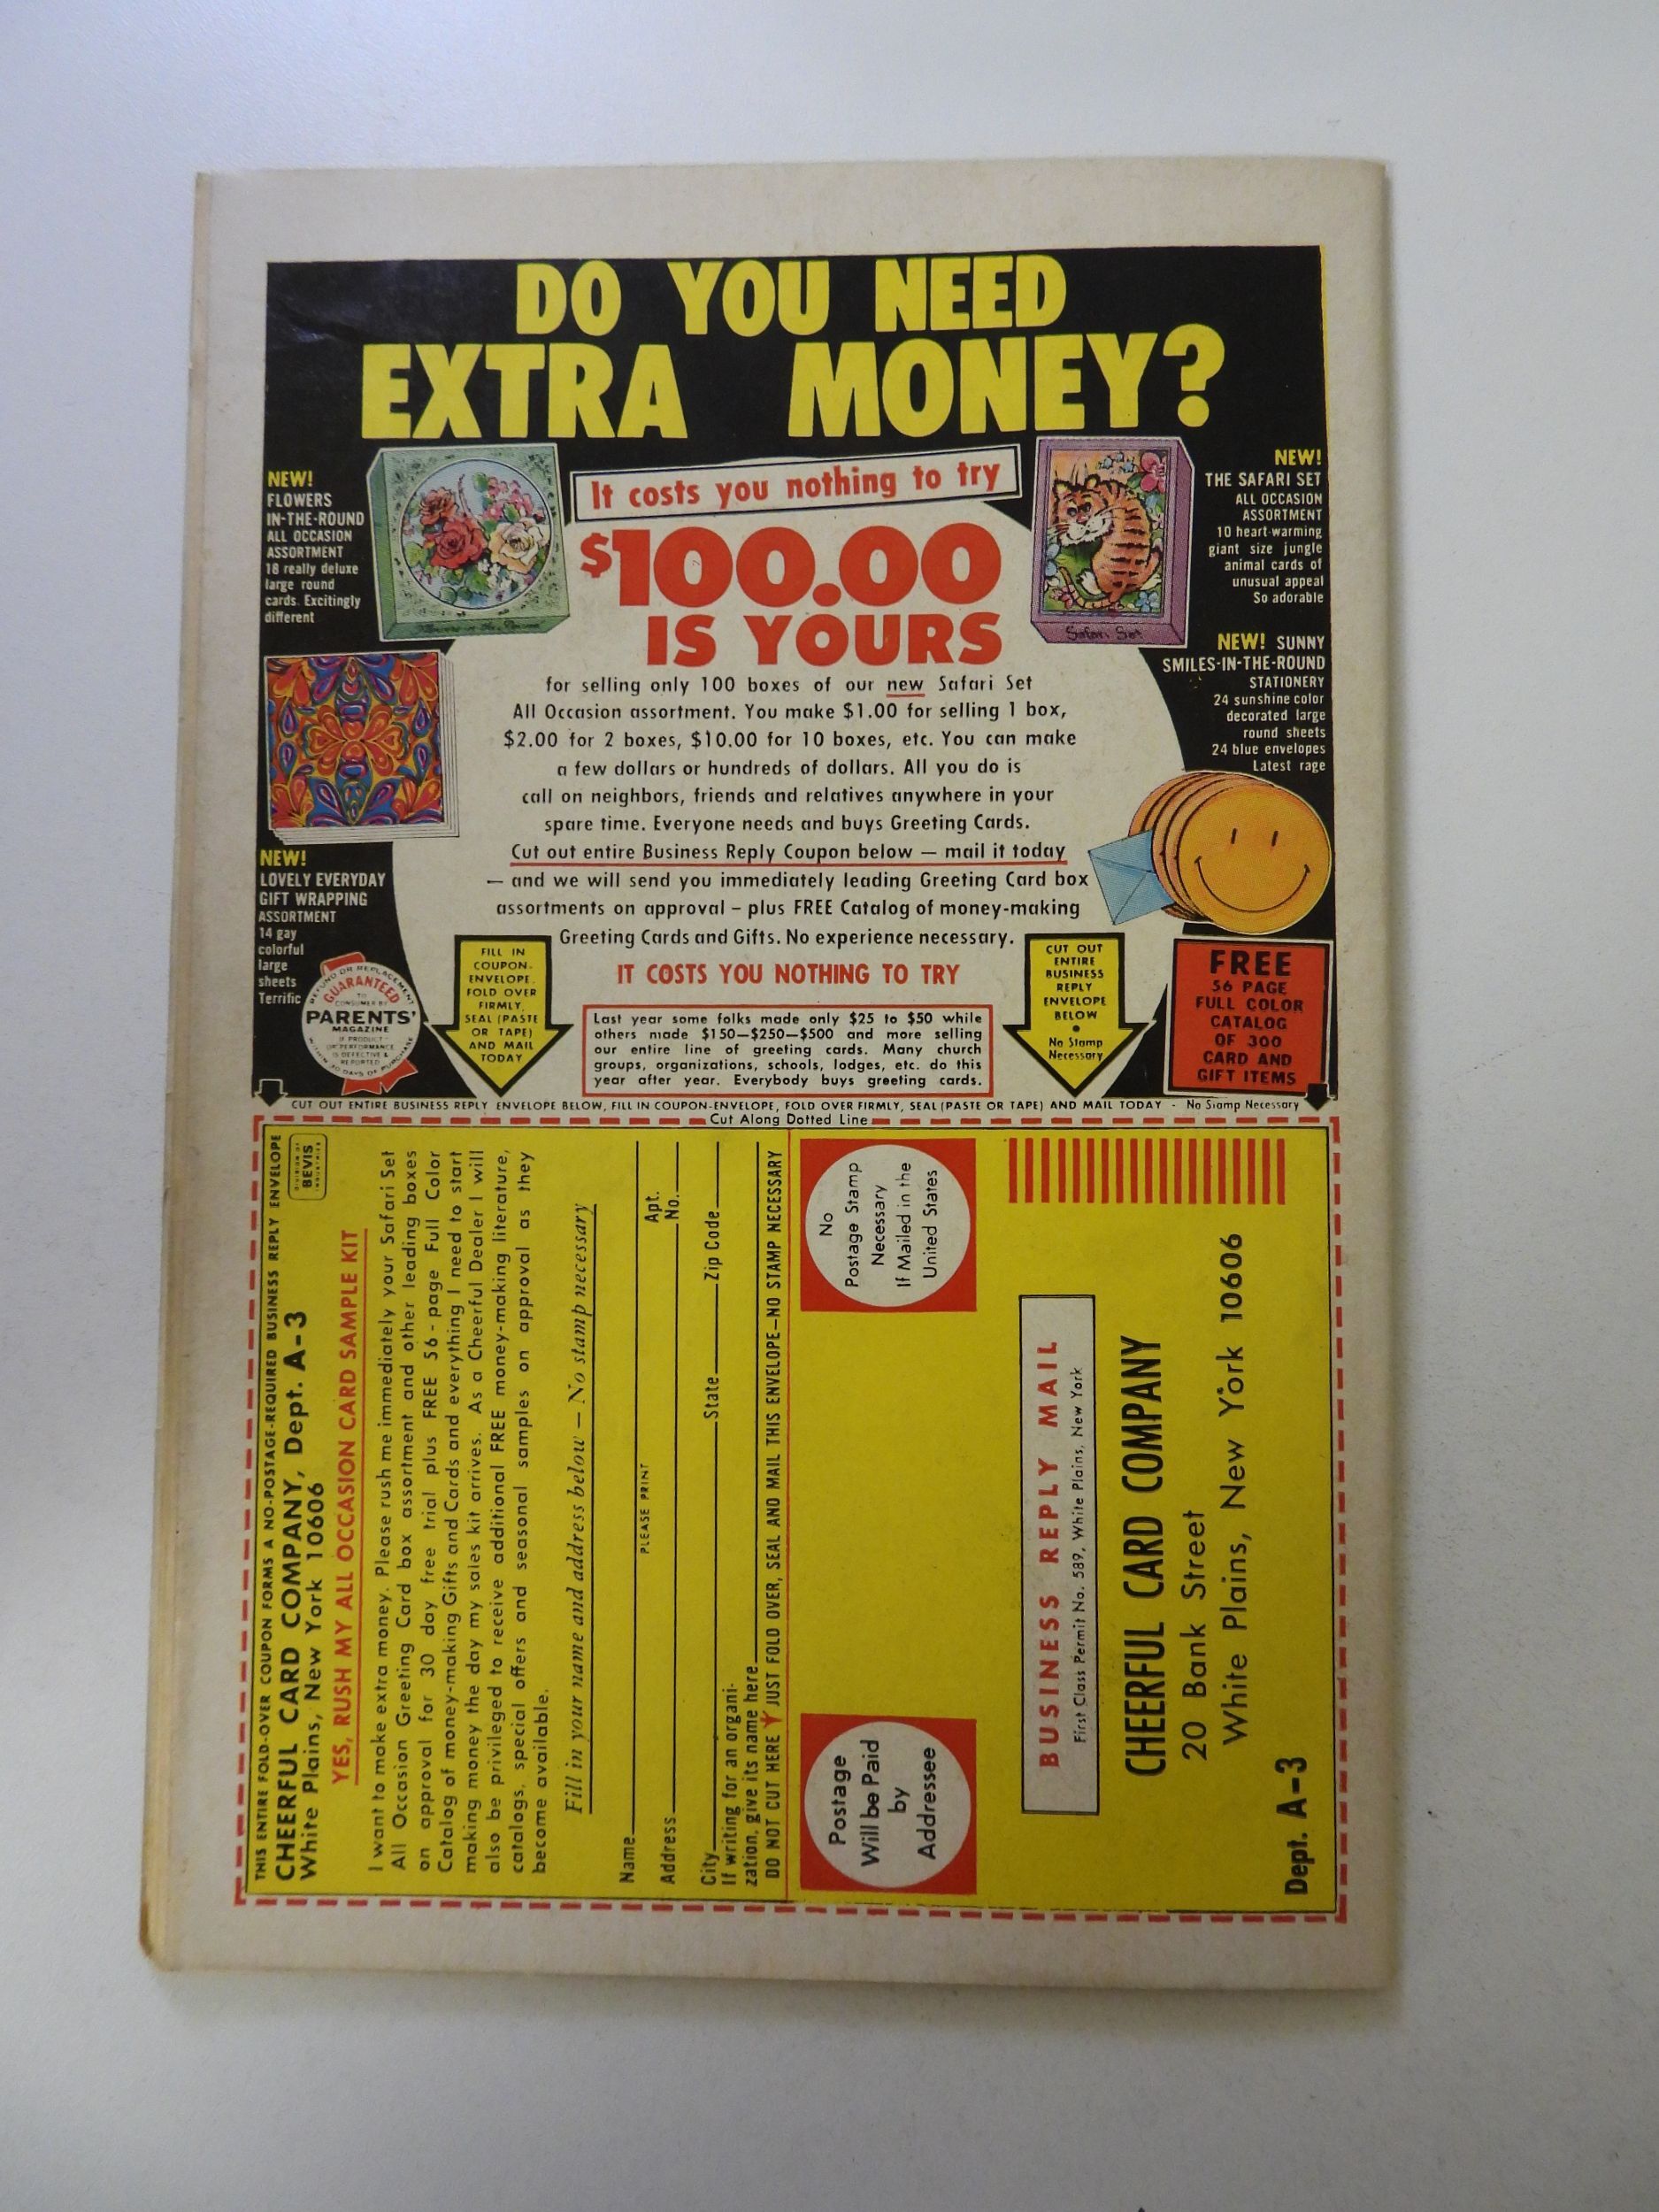 DO YOU NEED
EXTRA MONEY?
NEW!
FLOWERS
IN-THE-ROUND
ALL OCCASION
ASSORTMENT
18 really deluxe
large round
cards. Excitingly
different
It costs you nothing to try
Safari Set
NEW!
THE SAFARI SET
ALL OCCASION
ASSORTMENT
10 heart-warming
giant size jungle
animal cards of
unusual appeal
So adorable
$100.00
IS YOURS
for selling only 100 boxes of our new Safari Set
All Occasion assortment. You make $1.00 for selling 1 box,
$2.00 for 2 boxes, $10.00 for 10 boxes, etc. You can make
a few dollars or hundreds of dollars. All you do is
call on neighbors, friends and relatives anywhere in your
spare time. Everyone needs and buys Greeting Cards.
Cut out entire Business Reply Coupon below — mail it today
— and we will send you immediately leading Greeting Card box
assortments on approval – plus FREE Catalog of money-making
Greeting Cards and Gifts. No experience necessary.
IT COSTS YOU NOTHING TO TRY
NEW! SUNNY
SMILES-IN-THE-ROUND
STATIONERY
24 sunshine color
decorated large
round sheets
24 blue envelopes
Latest rage
NEW!
LOVELY EVERYDAY
GIFT WRAPPING
ASSORTMENT
14 gay
colorful
large
sheets
Terrific
REFUND OR REPLACEMENT
GUARANTEED
TO
CONSUMER BY
PARENTS'
MAGAZINE
IF PRODUCT
OR PERFORMANCE
IS DEFECTIVE &
REPORTED
WITHIN 30 DAYS OF PURCHASE
FILL IN
COUPON-
ENVELOPE,
FOLD OVER
FIRMLY,
SEAL (PASTE
OR TAPE)
AND MAIL
TODAY
Last year some folks made only $25 to $50 while
others made $150—$250—$500 and more selling
our entire line of greeting cards. Many church
groups, organizations, schools, lodges, etc. do this
year after year. Everybody buys greeting cards.
CUT OUT
ENTIRE
BUSINESS
REPLY
ENVELOPE
BELOW
•
No Stamp
Necessary
FREE
56 PAGE
FULL COLOR
CATALOG
OF 300
CARD AND
GIFT ITEMS
CUT OUT ENTIRE BUSINESS REPLY ENVELOPE BELOW, FILL IN COUPON-ENVELOPE, FOLD OVER FIRMLY, SEAL (PASTE OR TAPE) AND MAIL TODAY - No Stamp Necessary
Cut Along Dotted Line
THIS ENTIRE FOLD-OVER COUPON FORMS A NO-POSTAGE-REQUIRED BUSINESS REPLY ENVELOPE
CHEERFUL CARD COMPANY, Dept. A-3
White Plains, New York 10606
DIVISION OF
BEVIS
INDUSTRIES
YES, RUSH MY ALL OCCASION CARD SAMPLE KIT
I want to make extra money. Please rush me immediately your Safari Set
All Occasion Greeting Card box assortment and other leading boxes
on approval for 30 day free trial plus FREE 56-page Full Color
Catalog of money-making Gifts and Cards and everything I need to start
making money the day my sales kit arrives. As a Cheerful Dealer I will
also be privileged to receive additional FREE money-making literature,
catalogs, special offers and seasonal samples on approval as they
become available.
Fill in your name and address below — No stamp necessary
Name
PLEASE PRINT
Address Apt. No.
City State Zip Code
If writing for an organi-
zation, give its name here
DO NOT CUT HERE JUST FOLD OVER, SEAL AND MAIL THIS ENVELOPE—NO STAMP NECESSARY
Postage
Will be Paid
by
Addressee
No
Postage Stamp
Necessary
If Mailed in the
United States
BUSINESS REPLY MAIL
First Class Permit No. 589, White Plains, New York
CHEERFUL CARD COMPANY
20 Bank Street
White Plains, New York 10606
Dept. A-3